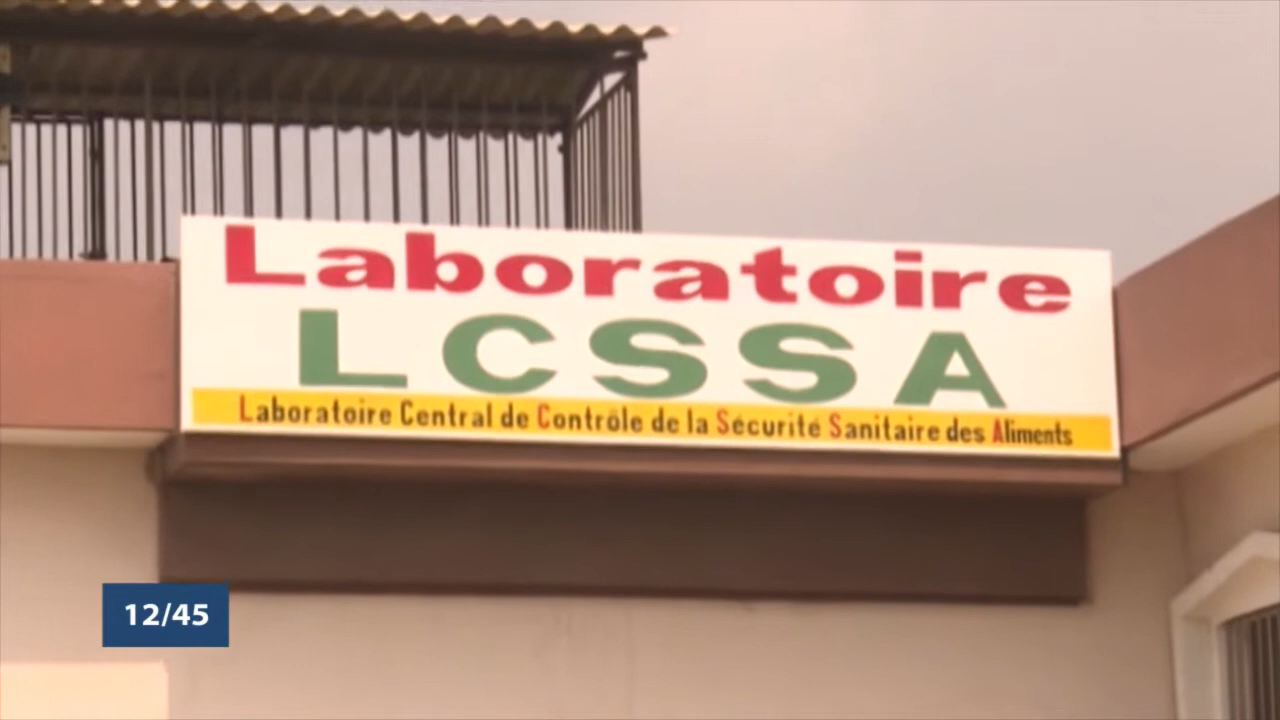 Laboratoire
LCSSA
Laboratoire Central de Contrôle de la Sécurité Sanitaire des Aliments
12/45